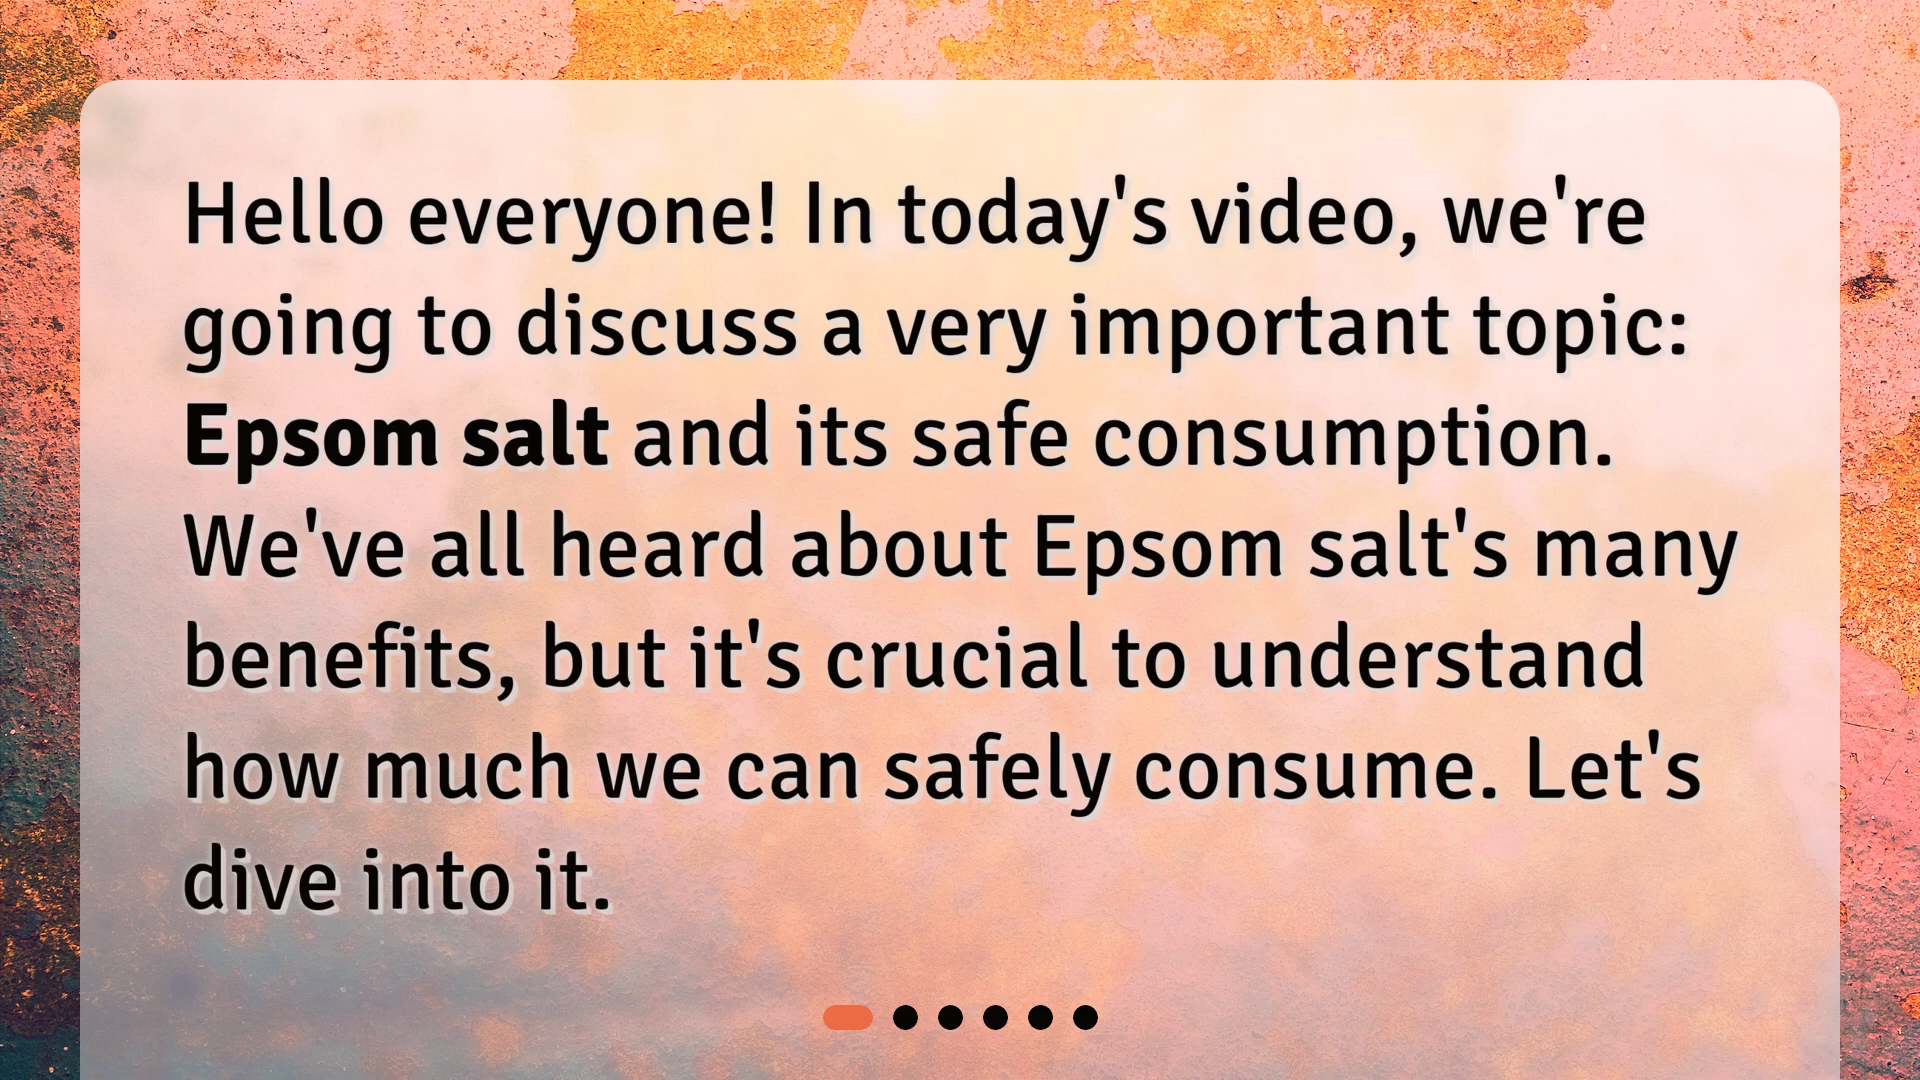 Hello everyone! In today's video, we're
going to discuss a very important topic:
Epsom salt and its safe consumption.
We've all heard about Epsom salt's many
benefits, but it's crucial to understand
how much we can safely consume. Let's
dive into it.